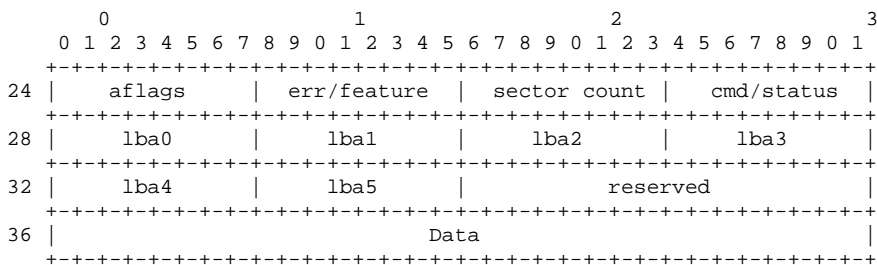 0 1 2 3
0 1 2 3 4 5 6 7 8 9 0 1 2 3 4 5 6 7 8 9 0 1 2 3 4 5 6 7 8 9 0 1
+-+-+-+-+-+-+-+-+-+-+-+-+-+-+-+-+-+-+-+-+-+-+-+-+-+-+-+-+-+-+-+-+
24 | aflags | err/feature | sector count | cmd/status |
+-+-+-+-+-+-+-+-+-+-+-+-+-+-+-+-+-+-+-+-+-+-+-+-+-+-+-+-+-+-+-+-+
28 | lba0 | lba1 | lba2 | lba3 |
+-+-+-+-+-+-+-+-+-+-+-+-+-+-+-+-+-+-+-+-+-+-+-+-+-+-+-+-+-+-+-+-+
32 | lba4 | lba5 | reserved |
+-+-+-+-+-+-+-+-+-+-+-+-+-+-+-+-+-+-+-+-+-+-+-+-+-+-+-+-+-+-+-+-+
36 | Data |
+-+-+-+-+-+-+-+-+-+-+-+-+-+-+-+-+-+-+-+-+-+-+-+-+-+-+-+-+-+-+-+-+